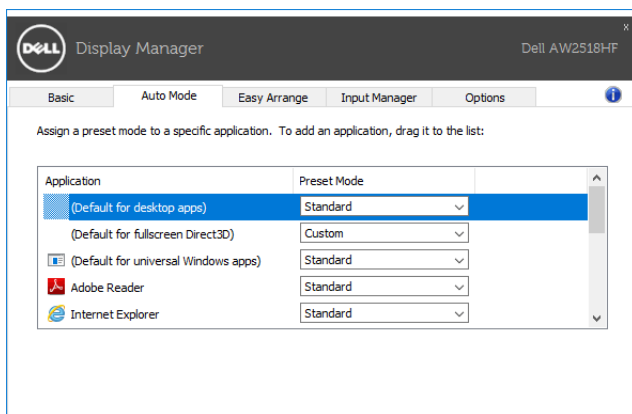 DELL Display Manager Dell AW2518HF x
Basic Auto Mode Easy Arrange Input Manager Options i
Assign a preset mode to a specific application. To add an application, drag it to the list:
Application Preset Mode
(Default for desktop apps) Standard
(Default for fullscreen Direct3D) Custom
(Default for universal Windows apps) Standard
Adobe Reader Standard
Internet Explorer Standard